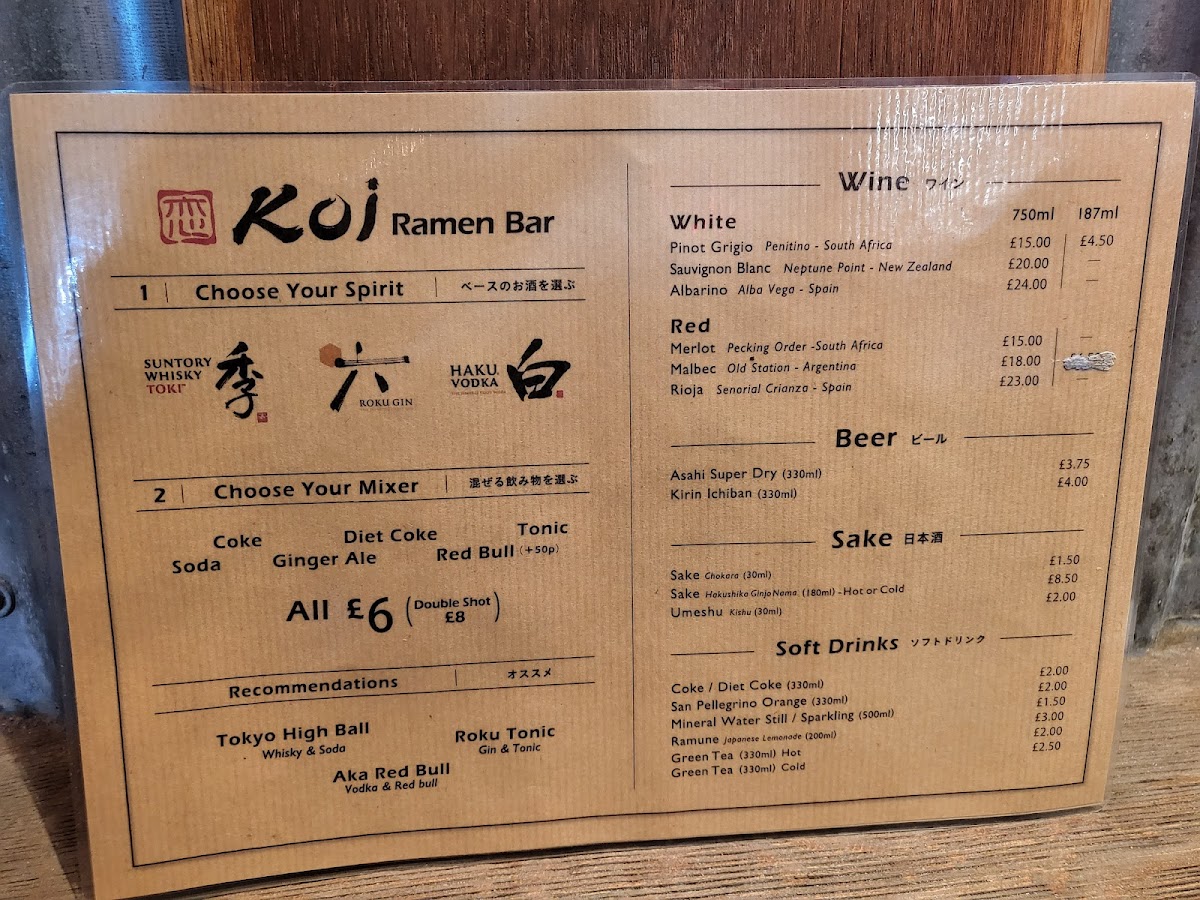 恋 Koi Ramen Bar
1 Choose Your Spirit ベースのお酒を選ぶ
SUNTORY
WHISKY
TOKI™
季
六
ROKU GIN
HAKU
VODKA
白
2 Choose Your Mixer 混ぜる飲み物を選ぶ
Coke Diet Coke Tonic
Soda Ginger Ale Red Bull (+50p)
All £6 (Double Shot £8)
Recommendations オススメ
Tokyo High Ball
Whisky & Soda
Roku Tonic
Gin & Tonic
Aka Red Bull
Vodka & Red bull
Wine ワイン
White 750ml 187ml
Pinot Grigio Penitino - South Africa £15.00 £4.50
Sauvignon Blanc Neptune Point - New Zealand £20.00 —
Albarino Alba Vega - Spain £24.00 —
Red
Merlot Pecking Order -South Africa £15.00 —
Malbec Old Station - Argentina £18.00
Rioja Senorial Crianza - Spain £23.00 —
Beer ビール
Asahi Super Dry (330ml) £3.75
Kirin Ichiban (330ml) £4.00
Sake 日本酒
Sake Chokara (30ml) £1.50
Sake Hakushika Ginjo Nama (180ml) - Hot or Cold £8.50
Umeshu Kishu (30ml) £2.00
Soft Drinks ソフトドリンク
Coke / Diet Coke (330ml) £2.00
San Pellegrino Orange (330ml) £2.00
Mineral Water Still / Sparkling (500ml) £1.50
Ramune Japanese Lemonade (200ml) £3.00
Green Tea (330ml) Hot £2.00
Green Tea (330ml) Cold £2.50